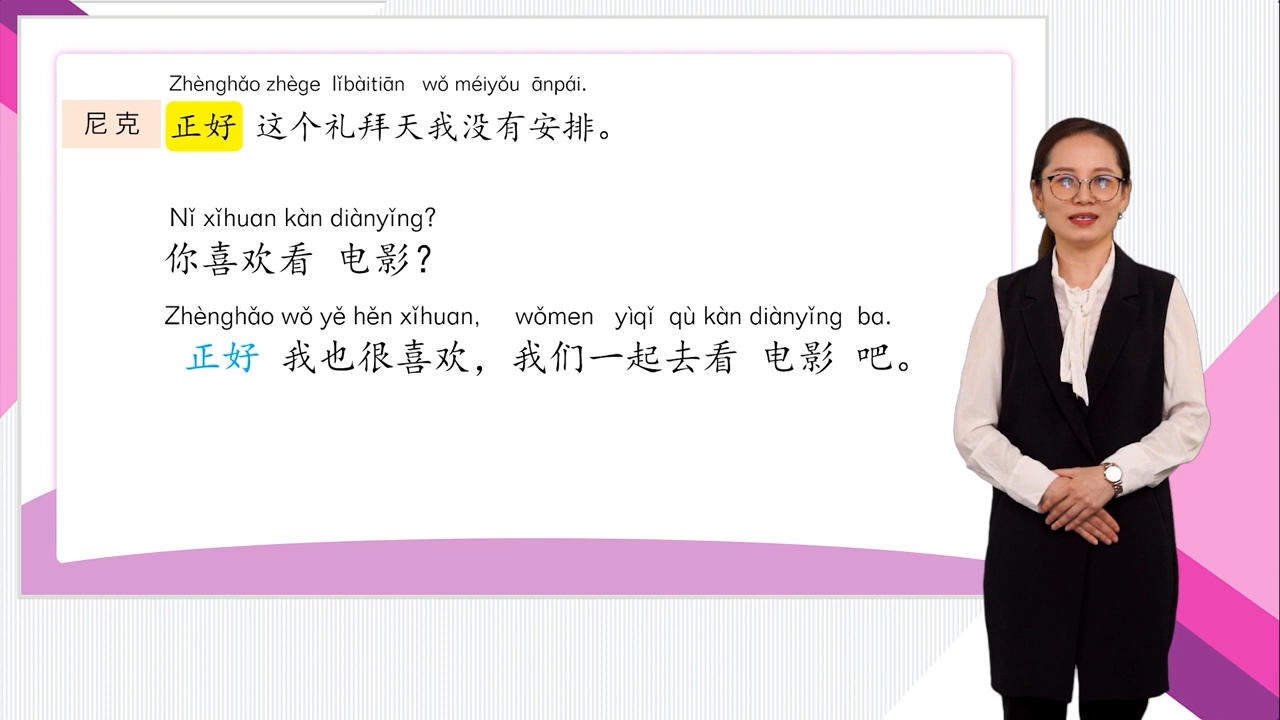 Zhènghǎo zhège lǐbàitiān wǒ méiyǒu ānpái.
尼克 正好 这个礼拜天我没有安排。
Nǐ xǐhuan kàn diànyǐng?
你喜欢看 电影？
Zhènghǎo wǒ yě hěn xǐhuan, wǒmen yìqǐ qù kàn diànyǐng ba.
正好 我也很喜欢，我们一起去看 电影 吧。